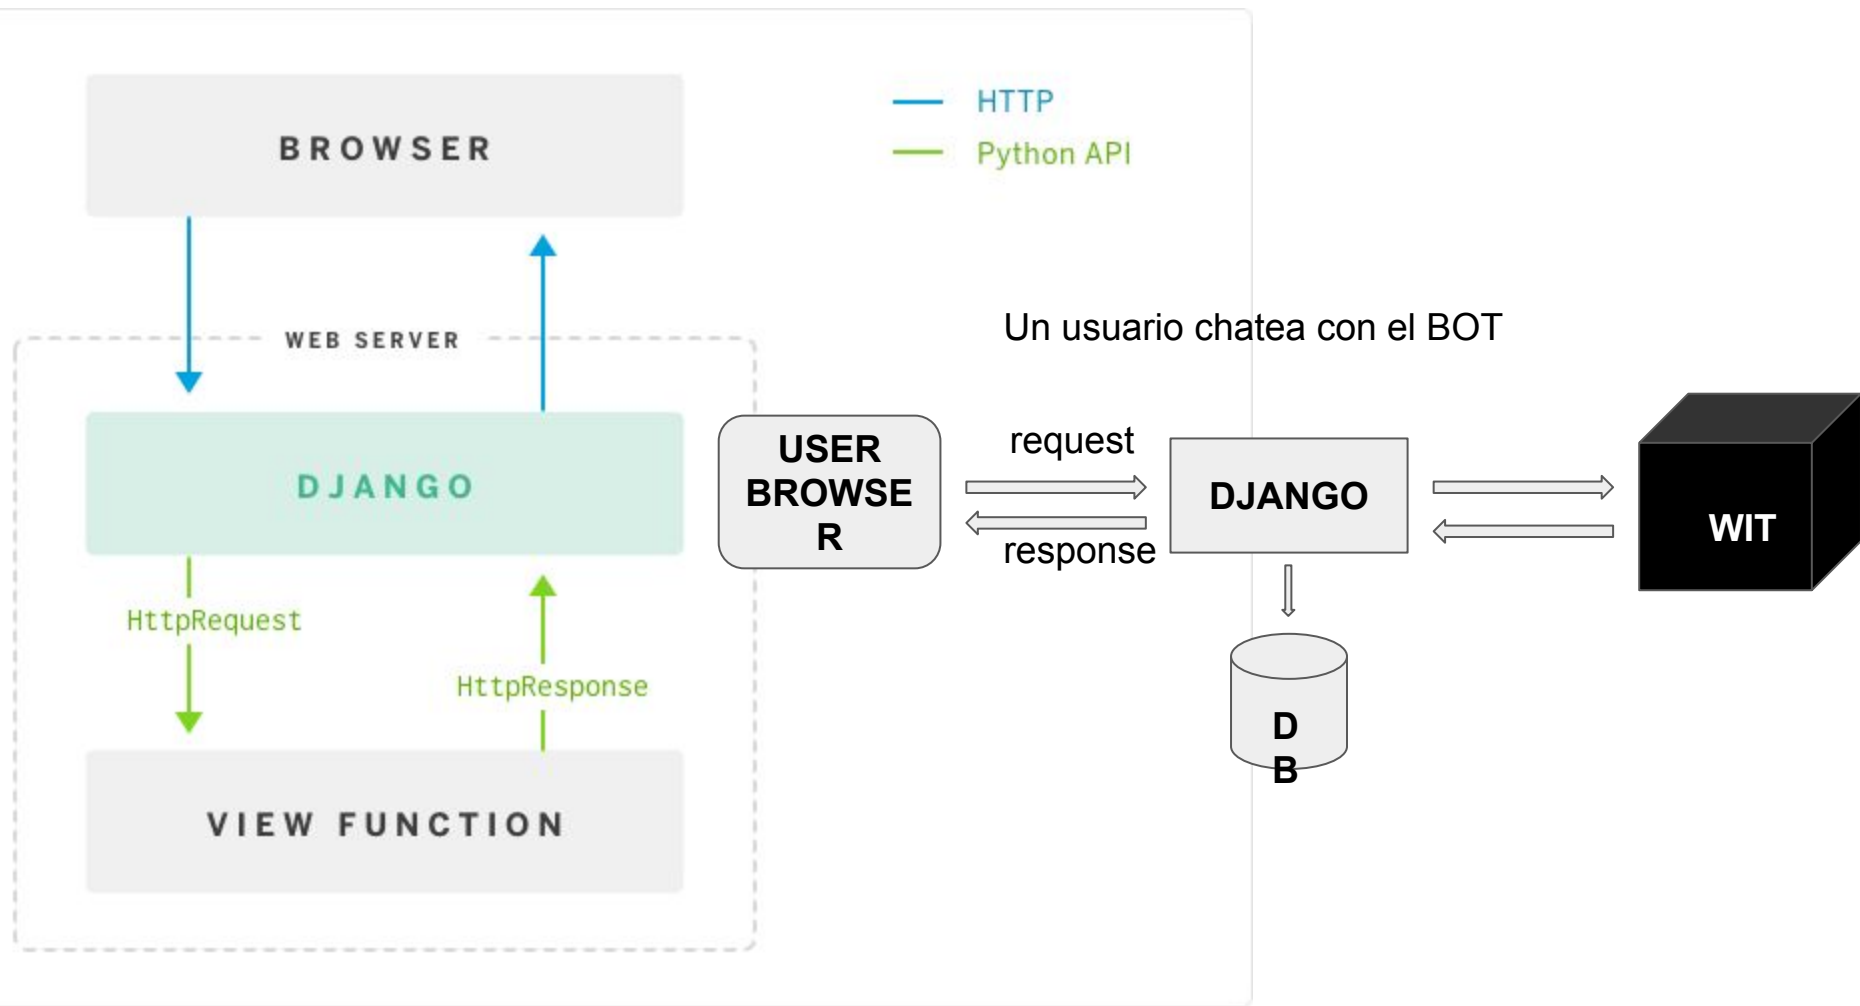 BROWSER
HTTP
Python API
WEB SERVER
DJANGO
HttpRequest
HttpResponse
VIEW FUNCTION
Un usuario chatea con el BOT
USER
BROWSE
R
request
response
DJANGO
WIT
D
B